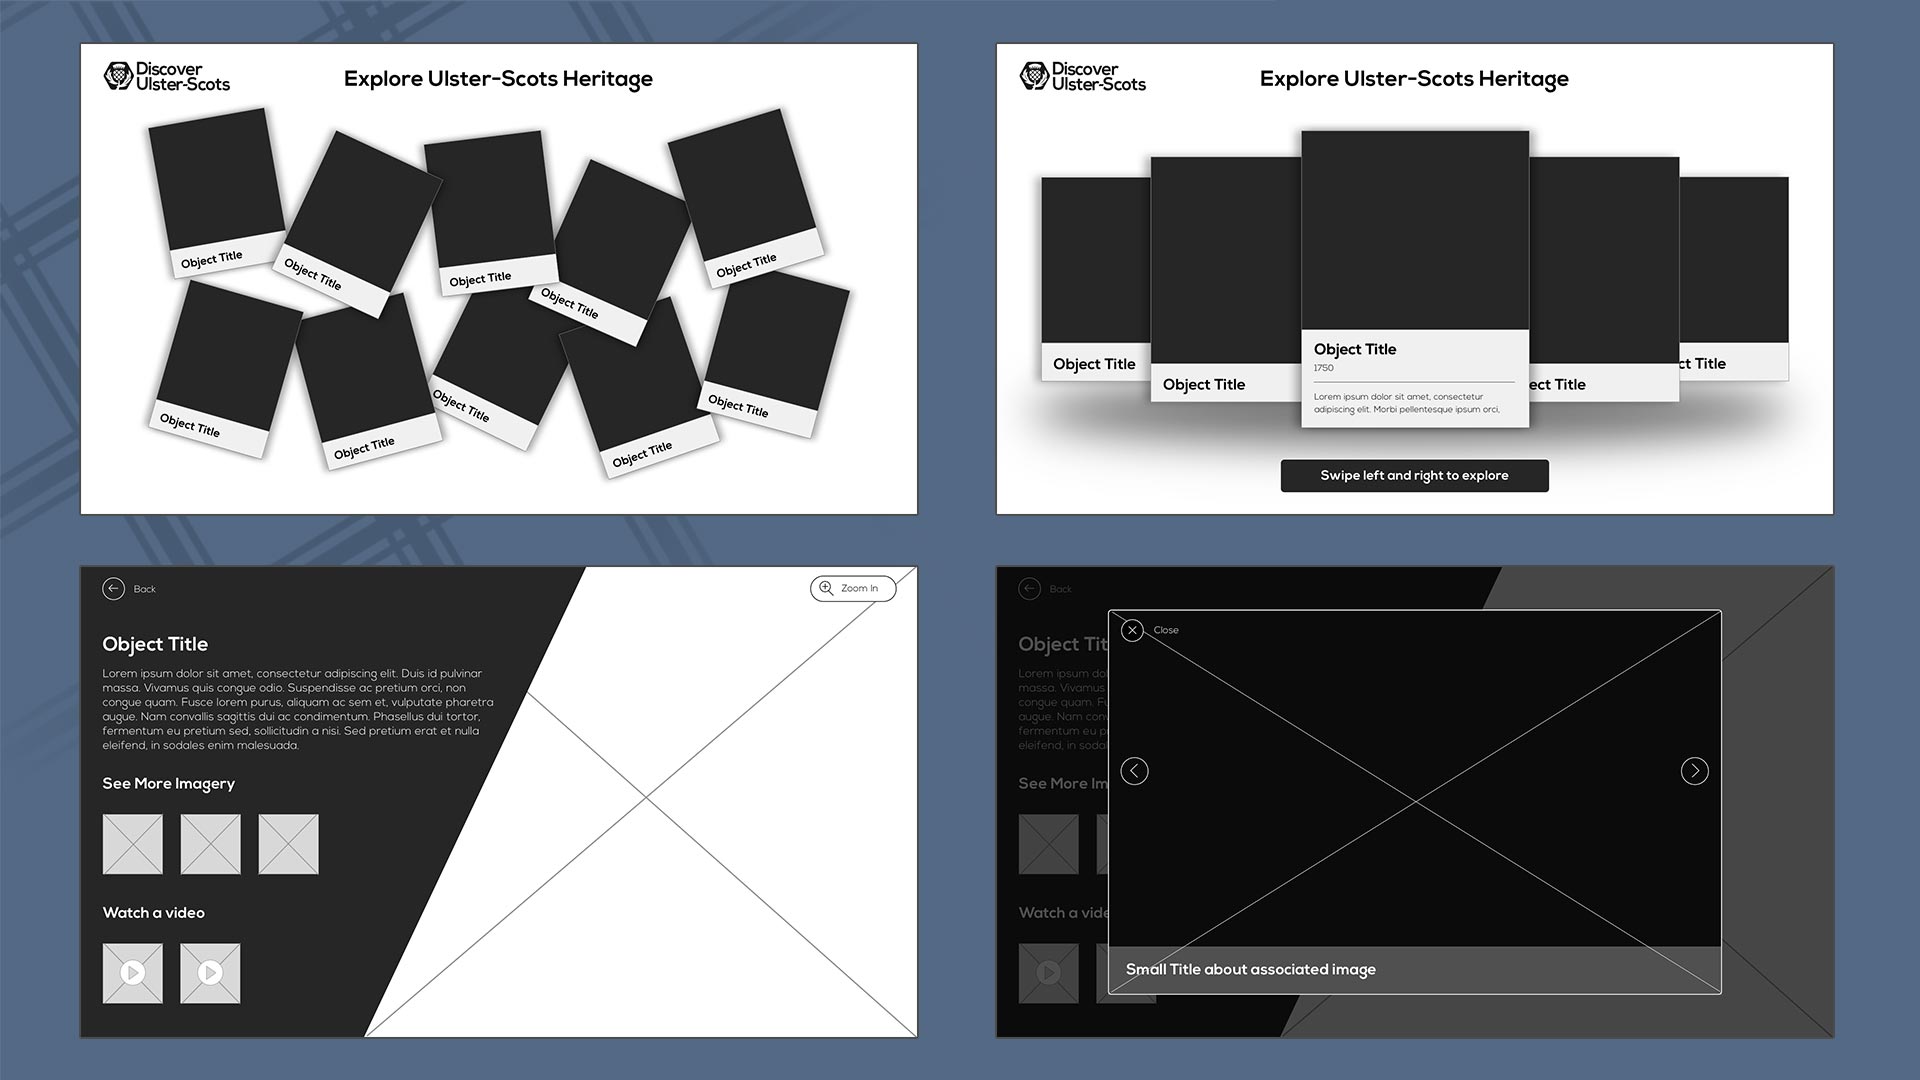 Discover
Ulster-Scots
Explore Ulster-Scots Heritage
Object Title
Object Title
Object Title
Object Title
Object Title
Object Title
Object Title
Object Title
Object Title
Object Title
Discover
Ulster-Scots
Explore Ulster-Scots Heritage
Object Title
Object Title
Object Title
1750
Lorem ipsum dolor sit amet, consectetur
adipiscing elit. Morbi pellentesque ipsum orci,
ect Title
ct Title
Swipe left and right to explore
Back
Zoom In
Object Title
Lorem ipsum dolor sit amet, consectetur adipiscing elit. Duis id pulvinar
massa. Vivamus quis congue odio. Suspendisse ac pretium orci, non
congue quam. Fusce lorem purus, aliquam ac sem et, vulputate pharetra
augue. Nam convallis sagittis dui ac condimentum. Phasellus dui tortor,
fermentum eu pretium sed, sollicitudin a nisi. Sed pretium erat et nulla
eleifend, in sodales enim malesuada.
See More Imagery
Watch a video
Back
Object Tit
Lorem ipsum dol
massa. Vivamus
congue quam. Fu
augue. Nam conv
fermentum eu p
eleifend, in sodal
See More Im
Watch a vide
Close
Small Title about associated image